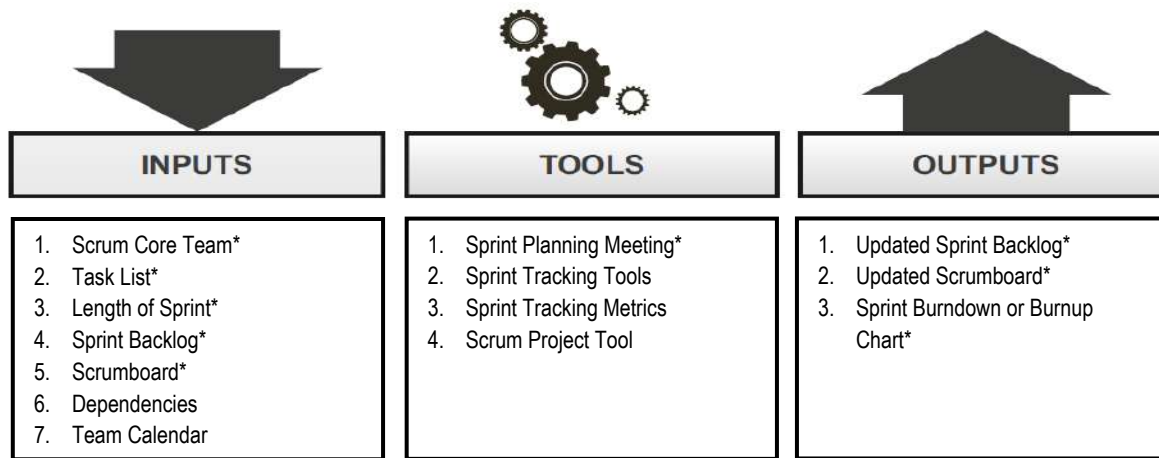 INPUTS
1. Scrum Core Team*
2. Task List*
3. Length of Sprint*
4. Sprint Backlog*
5. Scrumboard*
6. Dependencies
7. Team Calendar
TOOLS
1. Sprint Planning Meeting*
2. Sprint Tracking Tools
3. Sprint Tracking Metrics
4. Scrum Project Tool
OUTPUTS
1. Updated Sprint Backlog*
2. Updated Scrumboard*
3. Sprint Burndown or Burnup
Chart*